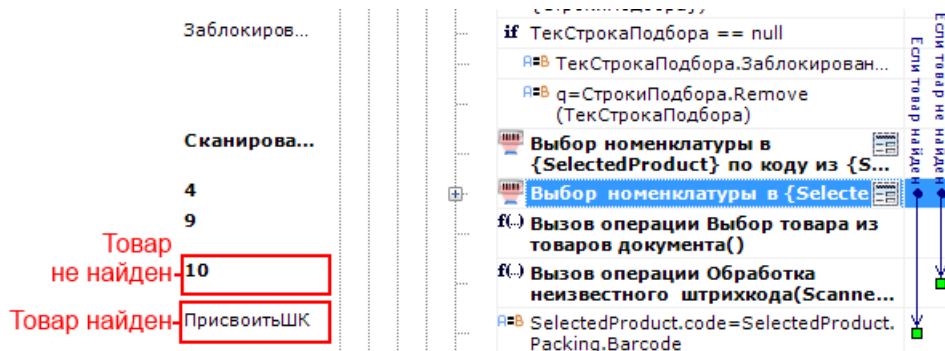 Заблокиров...
if ТекСтрокаПодбора == null
A=B ТекСтрокаПодбора.Заблокирован...
A=B q=СтрокиПодбора.Remove
(ТекСтрокаПодбора)
Сканирова...
Выбор номенклатуры в
{SelectedProduct} по коду из {S...
4
Выбор номенклатуры в {Selecte
9
f(..) Вызов операции Выбор товара из
товаров документа()
Товар
не найден
10
f(..) Вызов операции Обработка
неизвестного штрихкода(Scanne...
Товар найден
ПрисвоитьШК
A=B SelectedProduct.code=SelectedProduct.
Packing.Barcode
Если товар найден
Если товар не найден